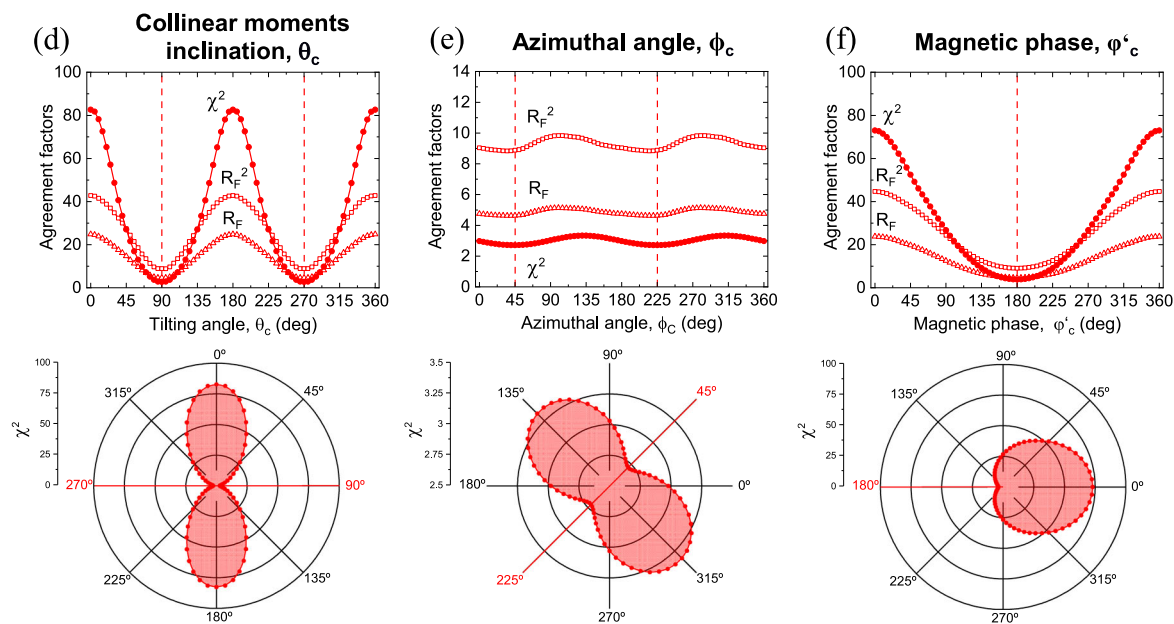 (d) Collinear moments
inclination, θc
Agreement factors
100
80
60
40
20
0
χ²
RF²
RF
0 45 90 135 180 225 270 315 360
Tilting angle, θc (deg)
(e) Azimuthal angle, ϕc
Agreement factors
14
12
10
8
6
4
2
0
RF²
RF
χ²
0 45 90 135 180 225 270 315 360
Azimuthal angle, ϕC (deg)
(f) Magnetic phase, φ‘c
Agreement factors
100
80
60
40
20
0
χ²
RF²
RF
0 45 90 135 180 225 270 315 360
Magnetic phase, φ‘c (deg)
χ²
100
75
50
25
0
0º
315º 45º
270º 90º
225º 135º
180º
χ²
3.5
3.3
3.1
2.9
2.7
2.5
90º
135º 45º
180º 0º
225º 315º
270º
χ²
100
75
50
25
0
90º
135º 45º
180º 0º
225º 315º
270º